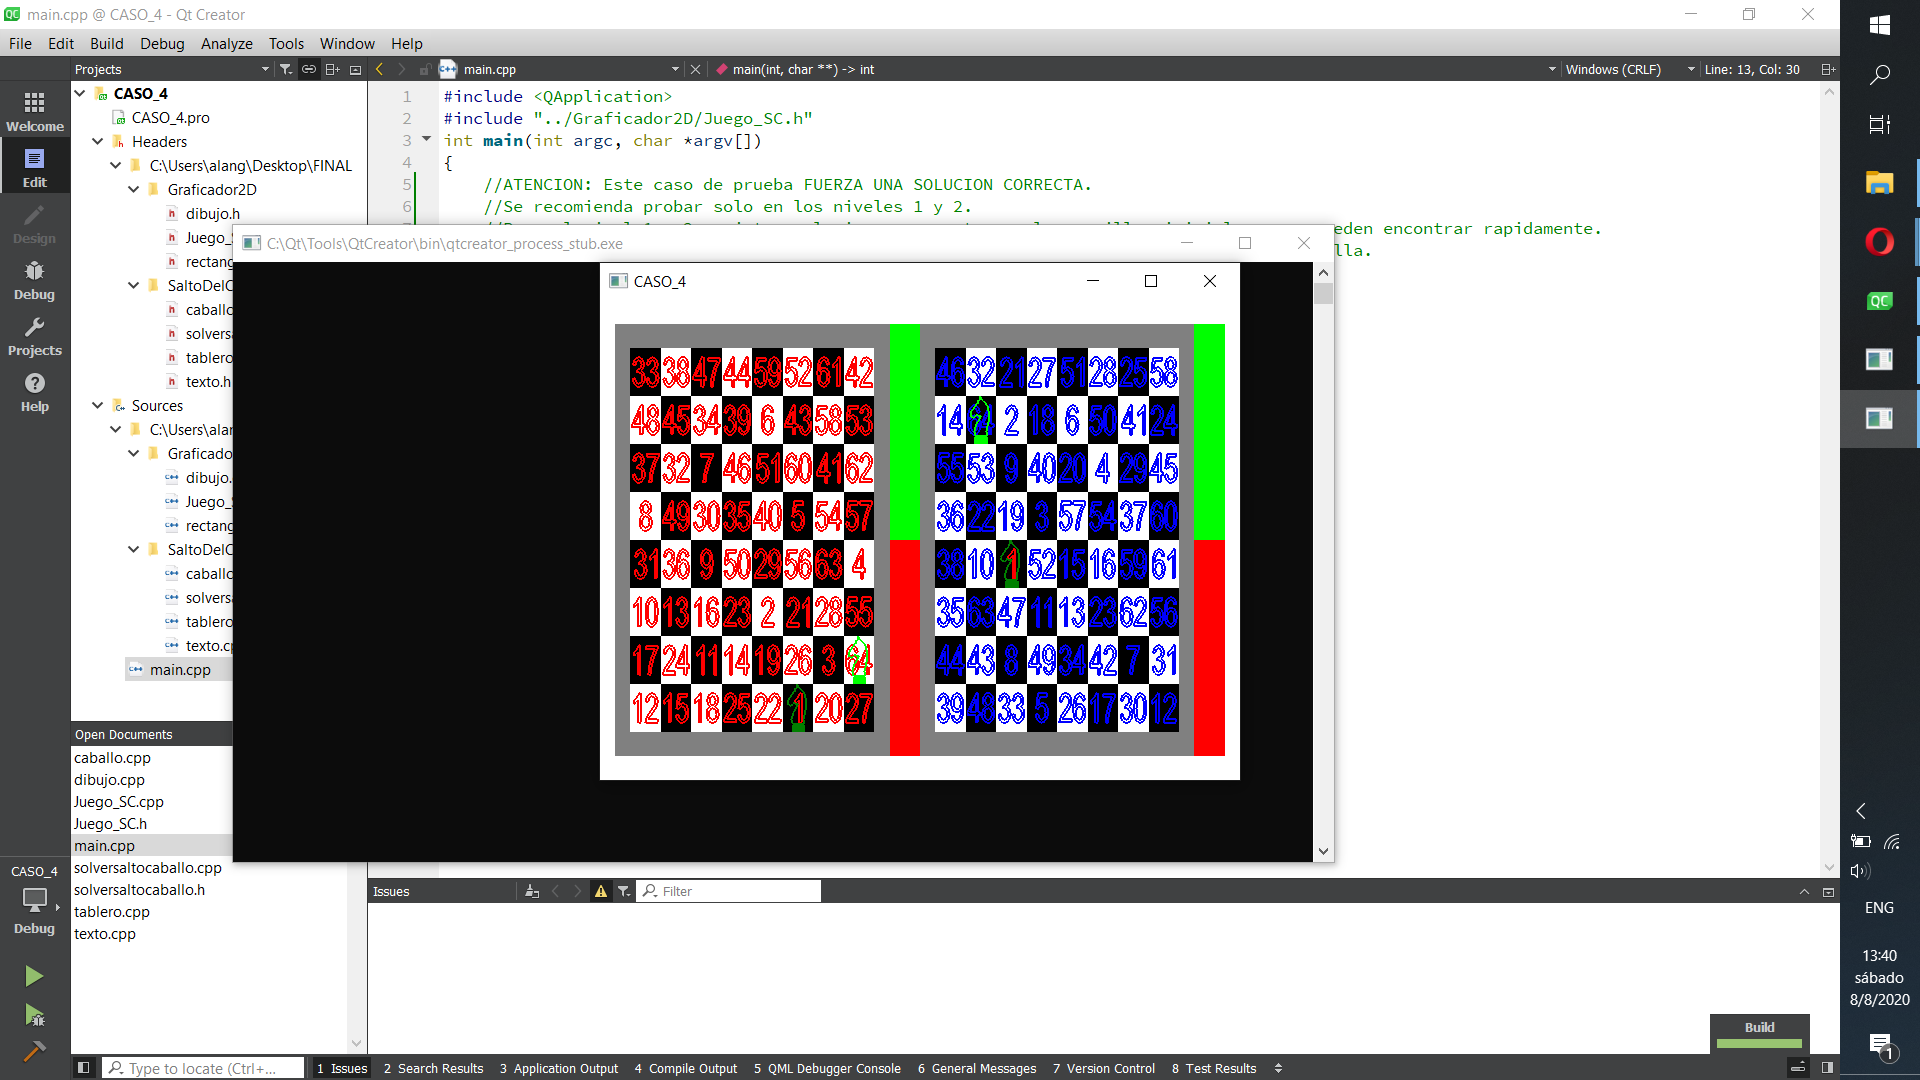 main.cpp @ CASO_4 - Qt Creator
File Edit Build Debug Analyze Tools Window Help
Projects
main.cpp
main(int, char **) -> int
Windows (CRLF)
Line: 13, Col: 30
Welcome
Edit
Design
Debug
Projects
Help
CASO_4
CASO_4.pro
Headers
C:\Users\alang\Desktop\FINAL
Graficador2D
dibujo.h
Juego_S
rectang
SaltoDelC
caballo
solversa
tablero
texto.h
Sources
C:\Users\alan
Graficado
dibujo.
Juego_S
rectang
SaltoDelC
caballo
solversa
tablero
texto.cp
main.cpp
1 #include <QApplication>
2 #include "../Graficador2D/Juego_SC.h"
3 int main(int argc, char *argv[])
4 {
5 //ATENCION: Este caso de prueba FUERZA UNA SOLUCION CORRECTA.
6 //Se recomienda probar solo en los niveles 1 y 2.
eden encontrar rapidamente.
lla.
C:\Qt\Tools\QtCreator\bin\qtcreator_process_stub.exe
CASO_4
33 38 47 44 59 52 61 42
48 45 34 39 6 43 58 53
37 32 7 46 51 60 41 62
8 49 30 35 40 5 54 57
31 36 9 50 29 56 63 4
10 13 16 23 2 21 28 55
17 24 11 14 19 26 3 64
12 15 18 25 22 1 20 27
46 32 21 27 51 28 25 58
14 2 18 6 50 41 24
55 53 9 40 20 4 29 45
36 22 19 3 57 54 37 60
38 10 1 52 15 16 59 61
35 63 47 11 13 23 62 56
44 43 8 49 34 42 7 31
39 48 33 5 26 17 30 12
Open Documents
caballo.cpp
dibujo.cpp
Juego_SC.cpp
Juego_SC.h
main.cpp
solversaltocaballo.cpp
solversaltocaballo.h
tablero.cpp
texto.cpp
CASO_4
Debug
Issues
Filter
Build
Type to locate (Ctrl+...
1 Issues 2 Search Results 3 Application Output 4 Compile Output 5 QML Debugger Console 6 General Messages 7 Version Control 8 Test Results
QC
ENG
13:40
sábado
8/8/2020
1